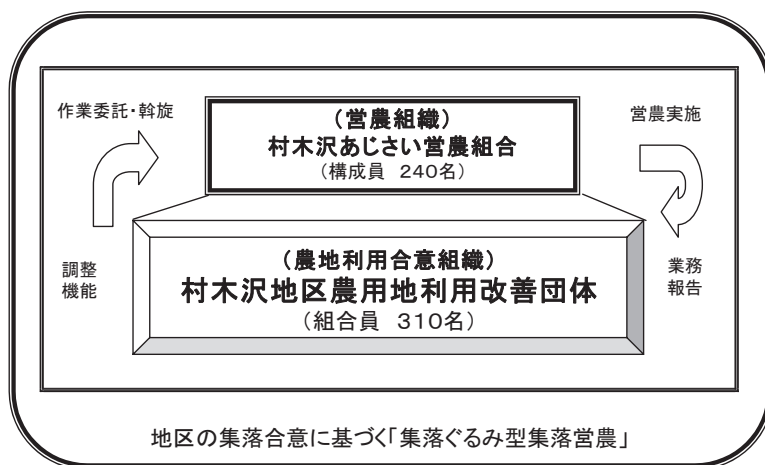 作業委託・斡旋
（営農組織）
村木沢あじさい営農組合
（構成員　240名）
営農実施
調整
機能
（農地利用合意組織）
村木沢地区農用地利用改善団体
（組合員　310名）
業務
報告
地区の集落合意に基づく「集落ぐるみ型集落営農」